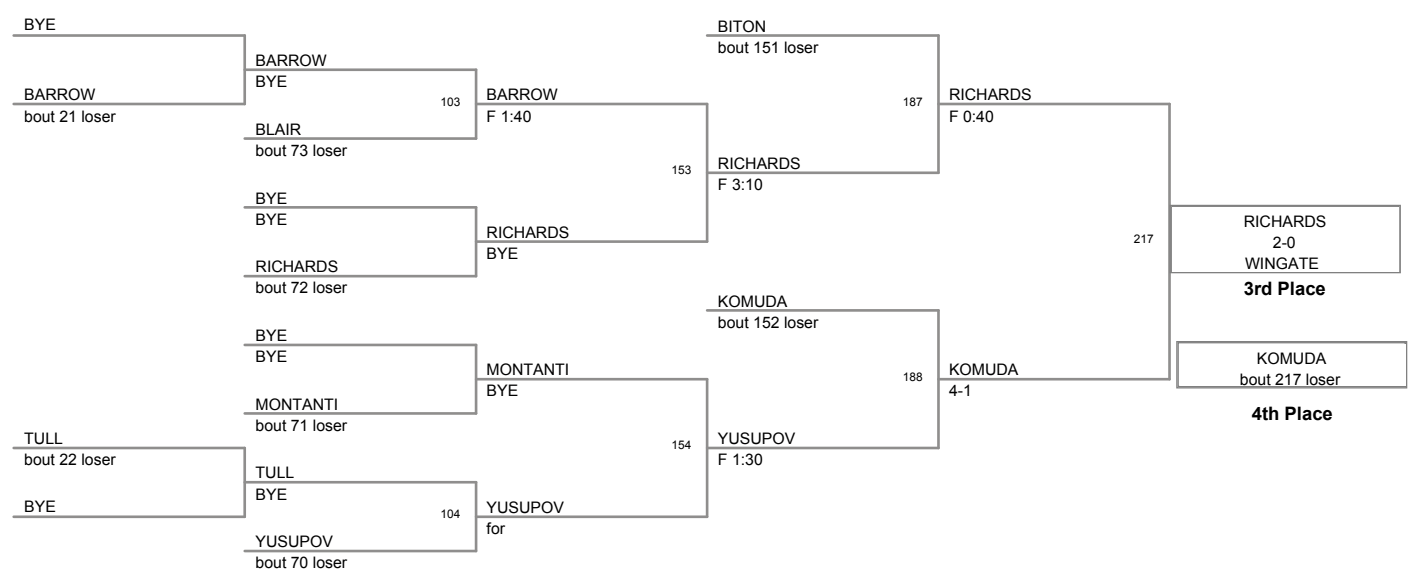 BYE
BARROW
bout 21 loser
BARROW
BYE
BLAIR
bout 73 loser
103
BARROW
F 1:40
BYE
BYE
RICHARDS
bout 72 loser
RICHARDS
BYE
153
BITON
bout 151 loser
RICHARDS
F 3:10
187
RICHARDS
F 0:40
BYE
BYE
MONTANTI
bout 71 loser
MONTANTI
BYE
TULL
bout 22 loser
BYE
TULL
BYE
YUSUPOV
bout 70 loser
104
YUSUPOV
for
154
KOMUDA
bout 152 loser
YUSUPOV
F 1:30
188
KOMUDA
4-1
217
RICHARDS
2-0
WINGATE
3rd Place
KOMUDA
bout 217 loser
4th Place